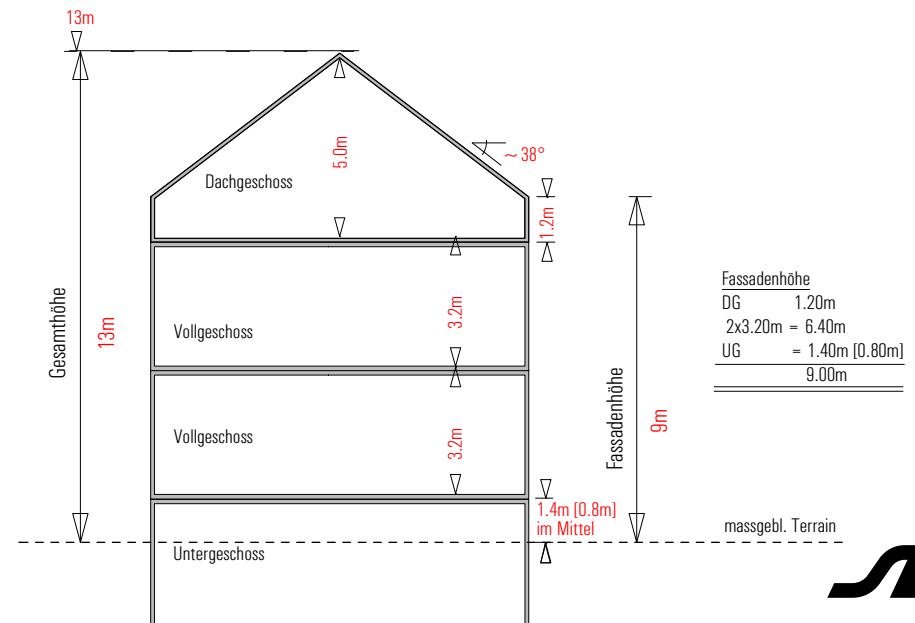 13m
5.0m
~38°
Dachgeschoss
1.2m
Gesamthöhe
13m
3.2m
Vollgeschoss
Fassadenhöhe
DG 1.20m
2x3.20m = 6.40m
UG = 1.40m [0.80m]
9.00m
Fassadenhöhe
9m
Vollgeschoss
3.2m
1.4m [0.8m]
im Mittel
massgebl. Terrain
Untergeschoss